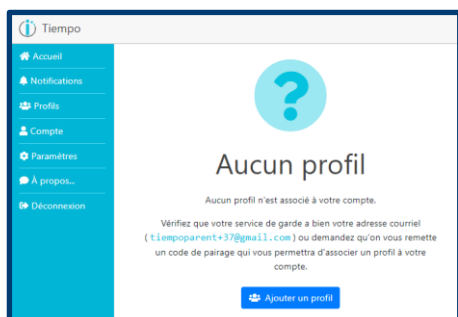 Tiempo
Accueil
Notifications
Profils
Compte
Paramètres
À propos...
Déconnexion
?
Aucun profil
Aucun profil n'est associé à votre compte.
Vérifiez que votre service de garde a bien votre adresse courriel
( tiempoparent+37@gmail.com ) ou demandez qu'on vous remette
un code de pairage qui vous permettra d'associer un profil à votre
compte.
Ajouter un profil